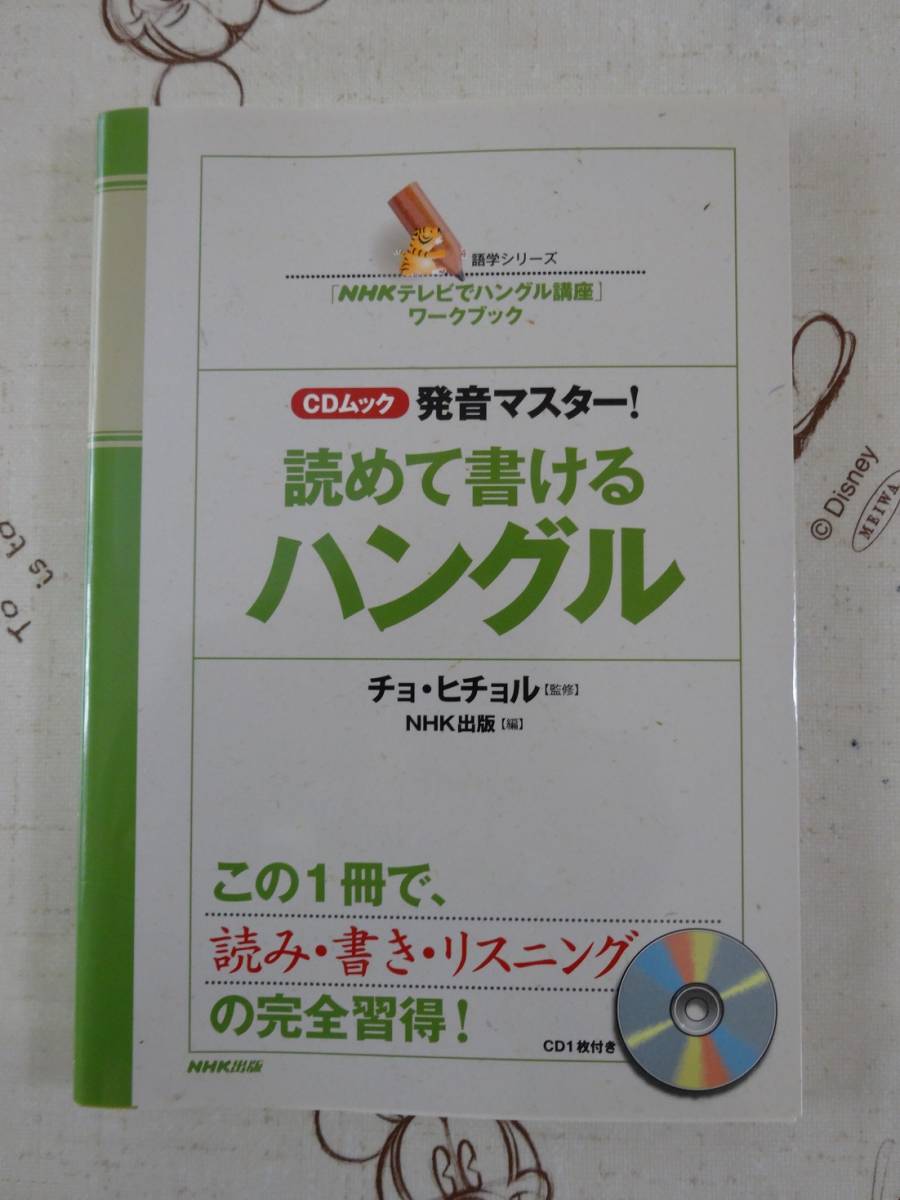 語学シリーズ
［NHKテレビでハングル講座］
ワークブック
CDムック 発音マスター！
読めて書ける
ハングル
チョ・ヒチョル【監修】
NHK出版【編】
この1冊で、
読み・書き・リスニング
の完全習得！
CD1枚付き
NHK出版
© Disney
MEIWA
To
is to